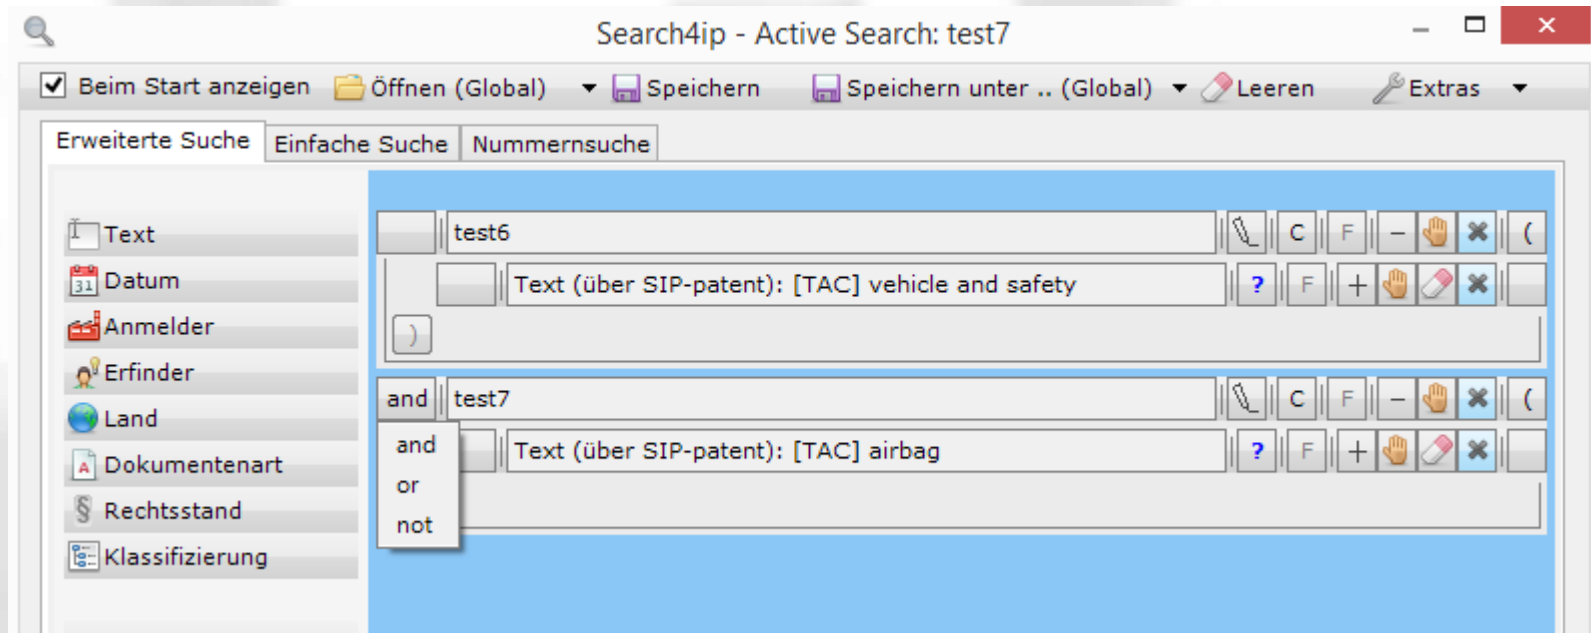 Search4ip - Active Search: test7
Beim Start anzeigen Öffnen (Global) Speichern Speichern unter .. (Global) Leeren Extras
Erweiterte Suche Einfache Suche Nummernsuche
Text
Datum
Anmelder
Erfinder
Land
Dokumentenart
Rechtsstand
Klassifizierung
test6 C F − (
Text (über SIP-patent): [TAC] vehicle and safety ? F +
)
and test7 C F − (
Text (über SIP-patent): [TAC] airbag ? F +
and
or
not